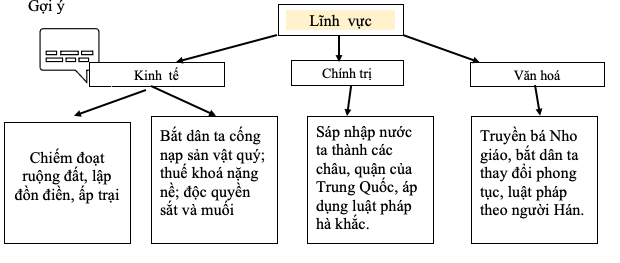 Gợi ý
Lĩnh vực
Kinh tế
Chính trị
Văn hoá
Chiếm đoạt
ruộng đất, lập
đồn điền, ấp trại
Bắt dân ta cống
nạp sản vật quý;
thuế khoá nặng
nề; độc quyền
sắt và muối
Sáp nhập nước
ta thành các
châu, quận của
Trung Quốc, áp
dụng luật pháp
hà khắc.
Truyền bá Nho
giáo, bắt dân ta
thay đổi phong
tục, luật pháp
theo người Hán.